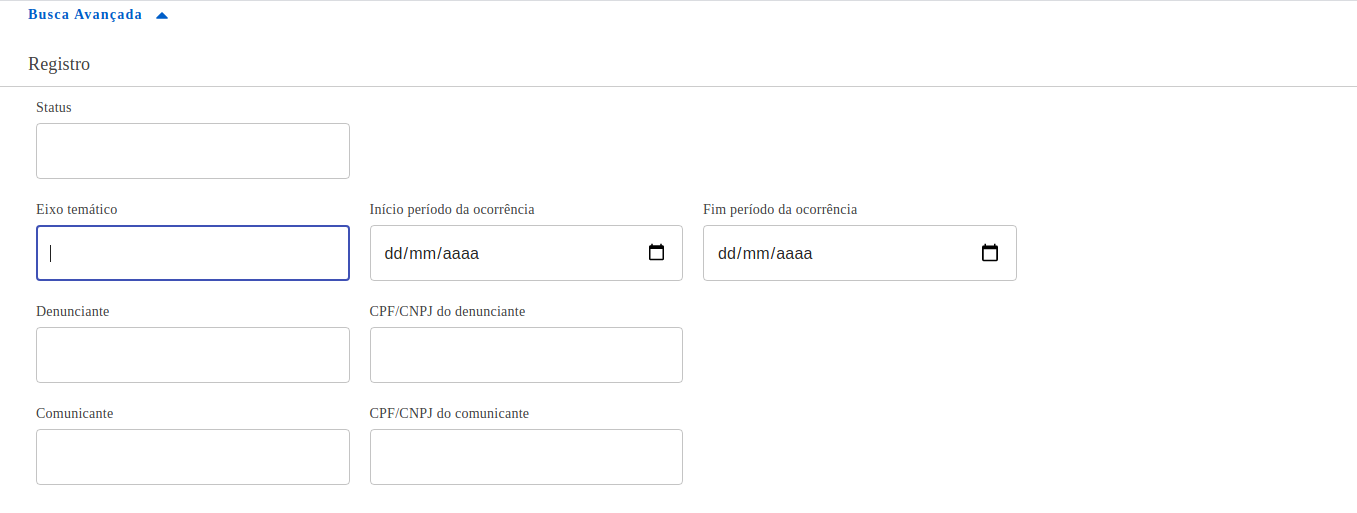 Busca Avançada
Registro
Status
Eixo temático
Início período da ocorrência
Fim período da ocorrência
dd/mm/aaaa
dd/mm/aaaa
Denunciante
CPF/CNPJ do denunciante
Comunicante
CPF/CNPJ do comunicante